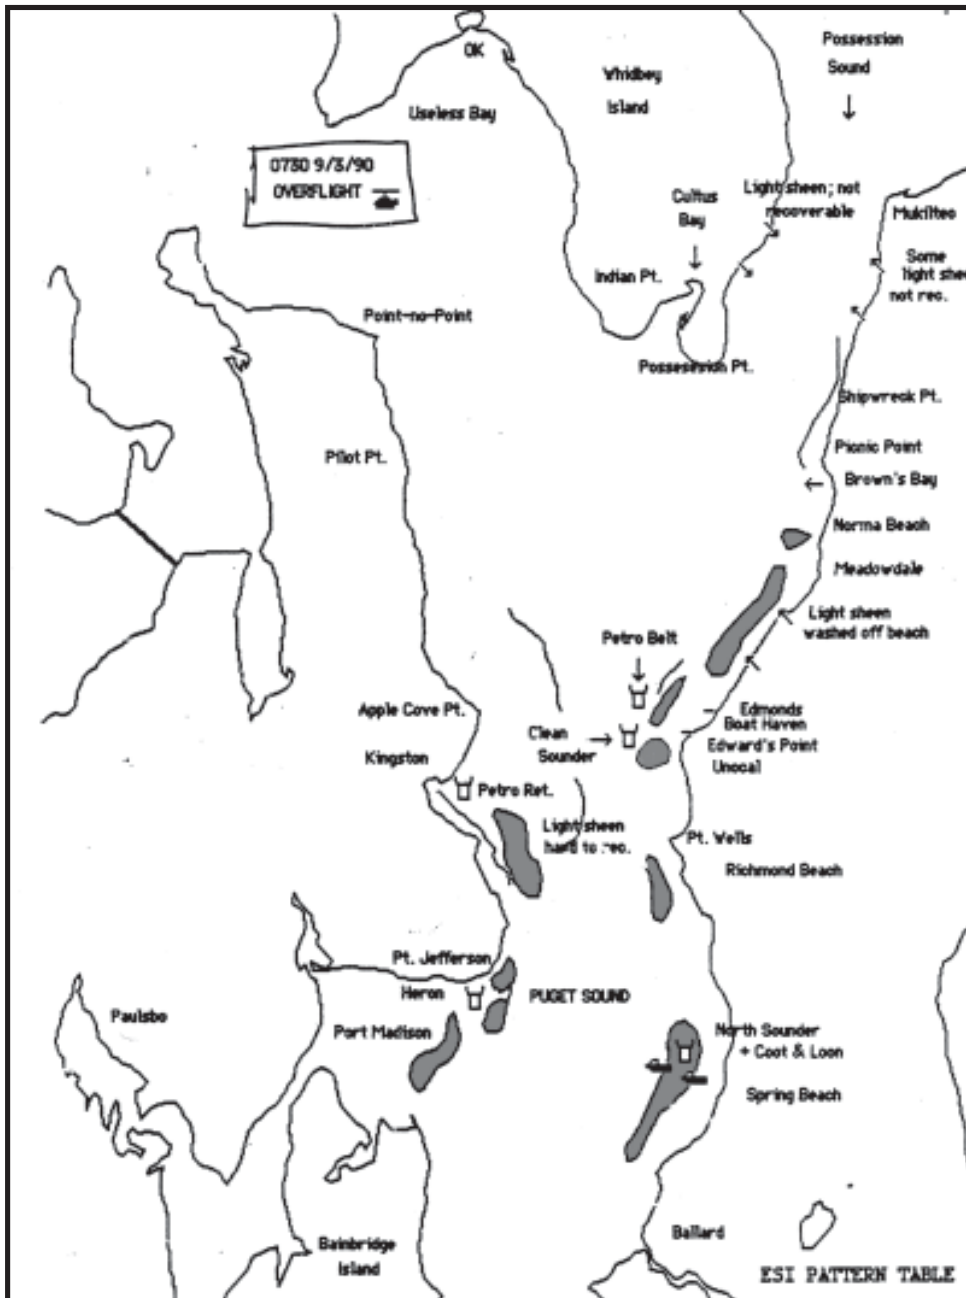 Possession
Sound
OK
Whidbey
Island
Useless Bay
0730 9/3/90
OVERFLIGHT
Cultus
Bay
Light sheen; not
recoverable
Mukilteo
Some
light shee
not rec.
Indian Pt.
Point-no-Point
Possession Pt.
Shipwreck Pt.
Picnic Point
Pilot Pt.
Brown's Bay
Norma Beach
Meadowdale
Light sheen
washed off beach
Petro Belt
Apple Cove Pt.
Edmonds
Boat Haven
Clean
Sounder
Edward's Point
Unocal
Kingston
Petro Ret.
Light sheen
hard to rec.
Pt. Wells
Richmond Beach
Pt. Jefferson
Heron
PUGET SOUND
Paulsbo
Port Madison
North Sounder
+ Coot & Loon
Spring Beach
Ballard
Bainbridge
Island
ESI PATTERN TABLE